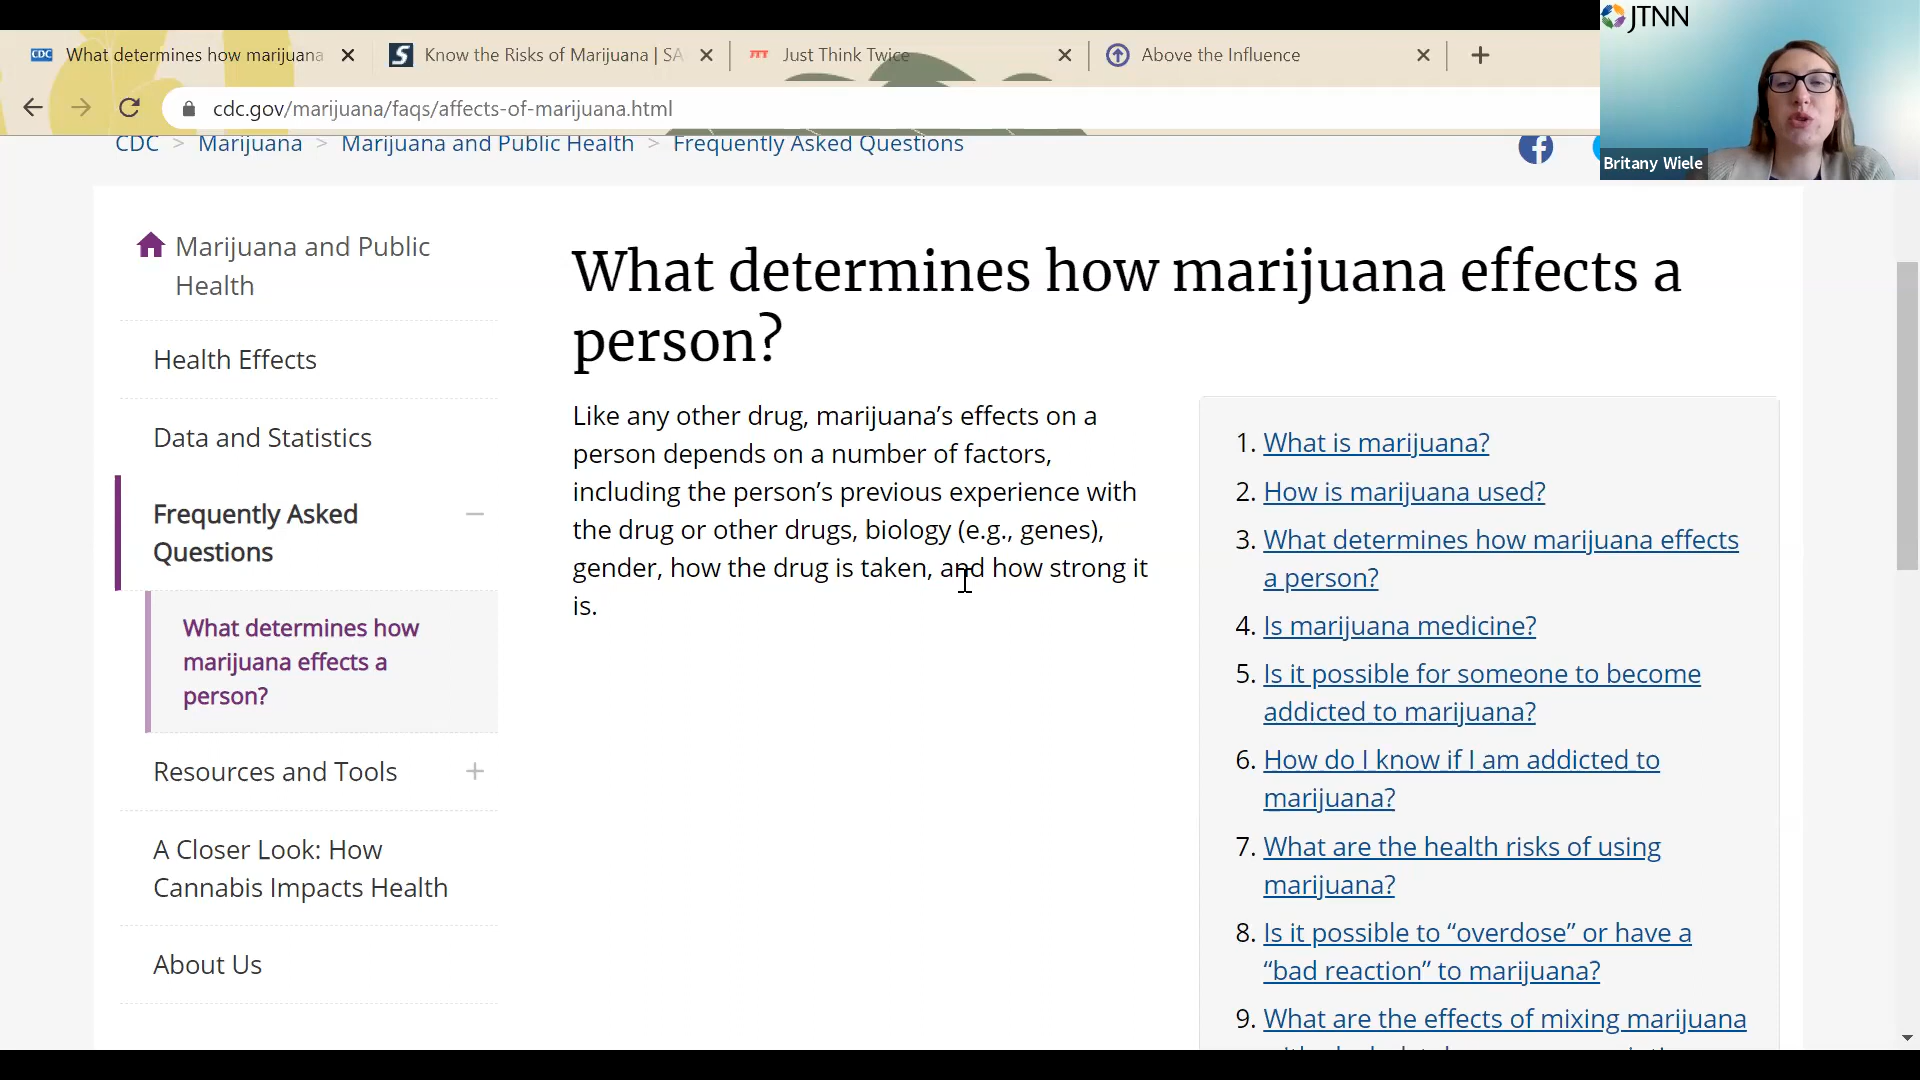 JTNN
What determines how marijuana
Know the Risks of Marijuana | SA
Just Think Twice
Above the Influence
cdc.gov/marijuana/faqs/affects-of-marijuana.html
Britany Wiele
CDC > Marijuana > Marijuana and Public Health > Frequently Asked Questions
Marijuana and Public
Health
Health Effects
Data and Statistics
Frequently Asked
Questions
What determines how
marijuana effects a
person?
Resources and Tools
A Closer Look: How
Cannabis Impacts Health
About Us
What determines how marijuana effects a
person?
Like any other drug, marijuana’s effects on a
person depends on a number of factors,
including the person’s previous experience with
the drug or other drugs, biology (e.g., genes),
gender, how the drug is taken, and how strong it
is.
1. What is marijuana?
2. How is marijuana used?
3. What determines how marijuana effects
a person?
4. Is marijuana medicine?
5. Is it possible for someone to become
addicted to marijuana?
6. How do I know if I am addicted to
marijuana?
7. What are the health risks of using
marijuana?
8. Is it possible to “overdose” or have a
“bad reaction” to marijuana?
9. What are the effects of mixing marijuana